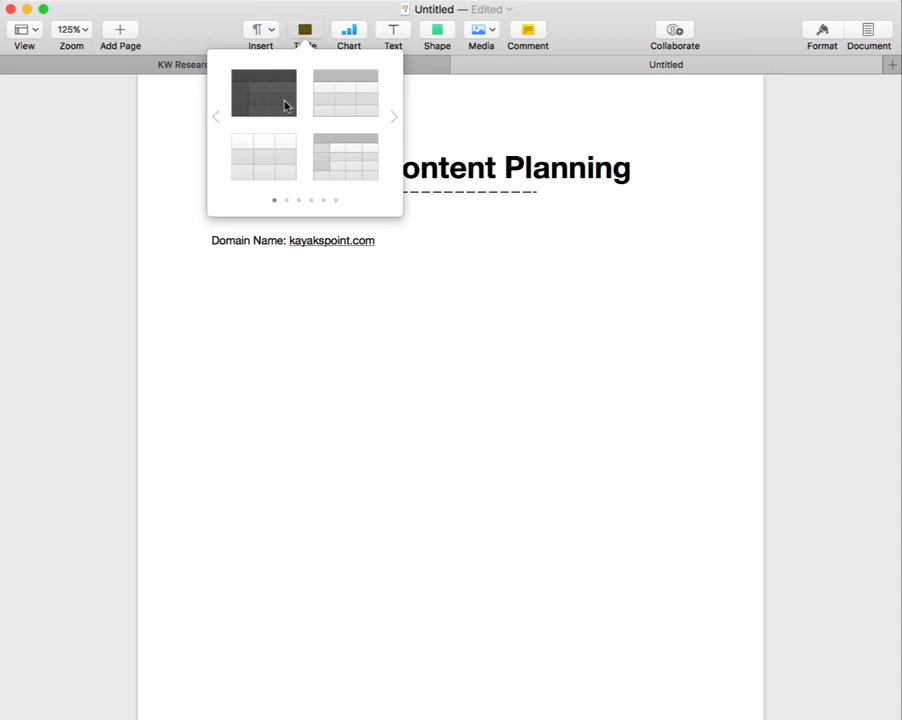 Untitled — Edited
125%
View Zoom Add Page Insert Chart Text Shape Media Comment Collaborate Format Document
KW Resear
Untitled
+
ontent Planning
Domain Name: kayakspoint.com